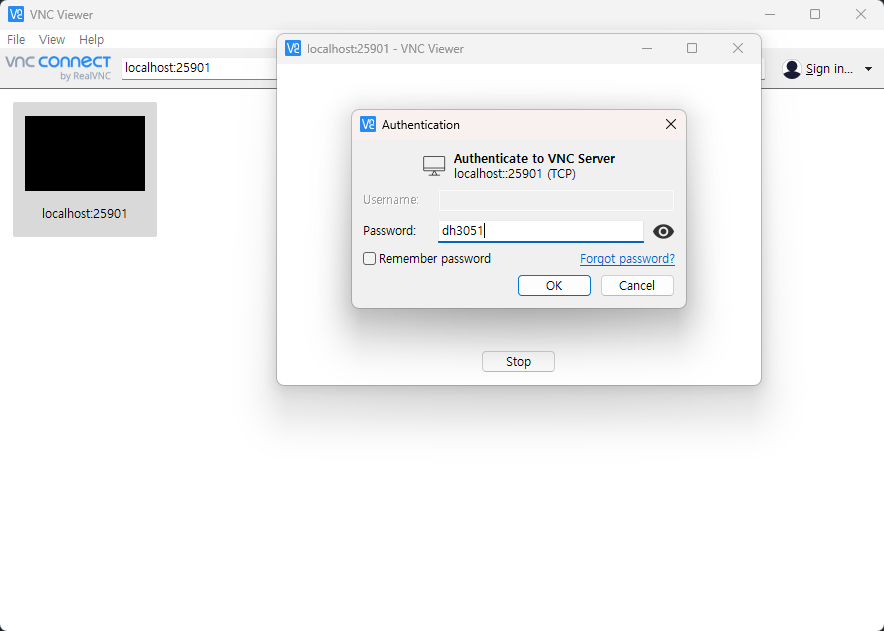 VNC Viewer
File View Help
vnc connect
by RealVNC
localhost:25901
Sign in...
localhost:25901
localhost:25901 - VNC Viewer
Authentication
Authenticate to VNC Server
localhost::25901 (TCP)
Username:
Password: dh3051
Remember password Forgot password?
OK Cancel
Stop